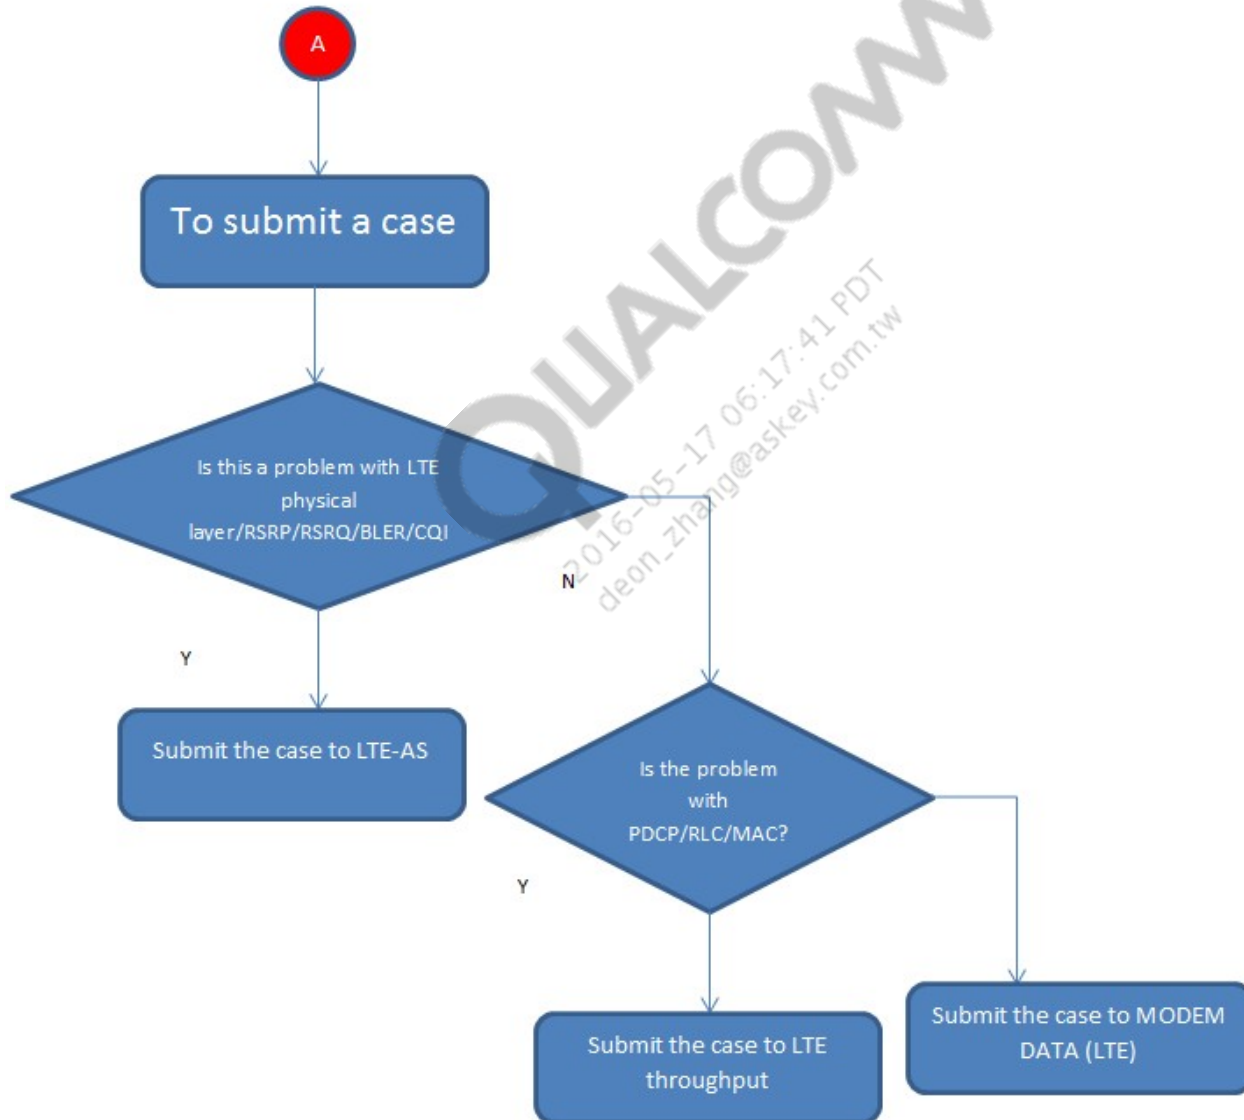 A
To submit a case
QUALCOMM
2016-05-17 06:17:41 PDT
deon_zhang@askey.com.tw
Is this a problem with LTE
physical
layer/RSRP/RSRQ/BLER/CQI
N
Y
Submit the case to LTE-AS
Is the problem
with
PDCP/RLC/MAC?
Y
Submit the case to MODEM
DATA (LTE)
Submit the case to LTE
throughput